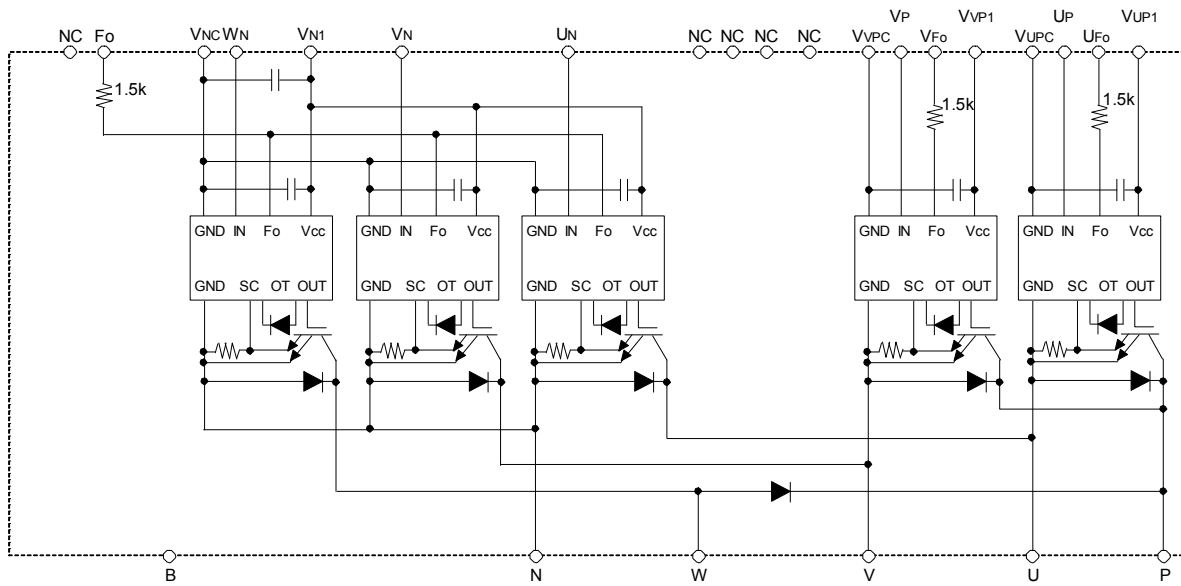 NC Fo VNC WN VN1 VN UN NC NC NC NC VVPC VP VFo VVP1 VUPC UP UFo VUP1
1.5k 1.5k 1.5k
GND IN Fo Vcc GND IN Fo Vcc GND IN Fo Vcc GND IN Fo Vcc GND IN Fo Vcc
GND SC OT OUT GND SC OT OUT GND SC OT OUT GND SC OT OUT GND SC OT OUT
B N W V U P